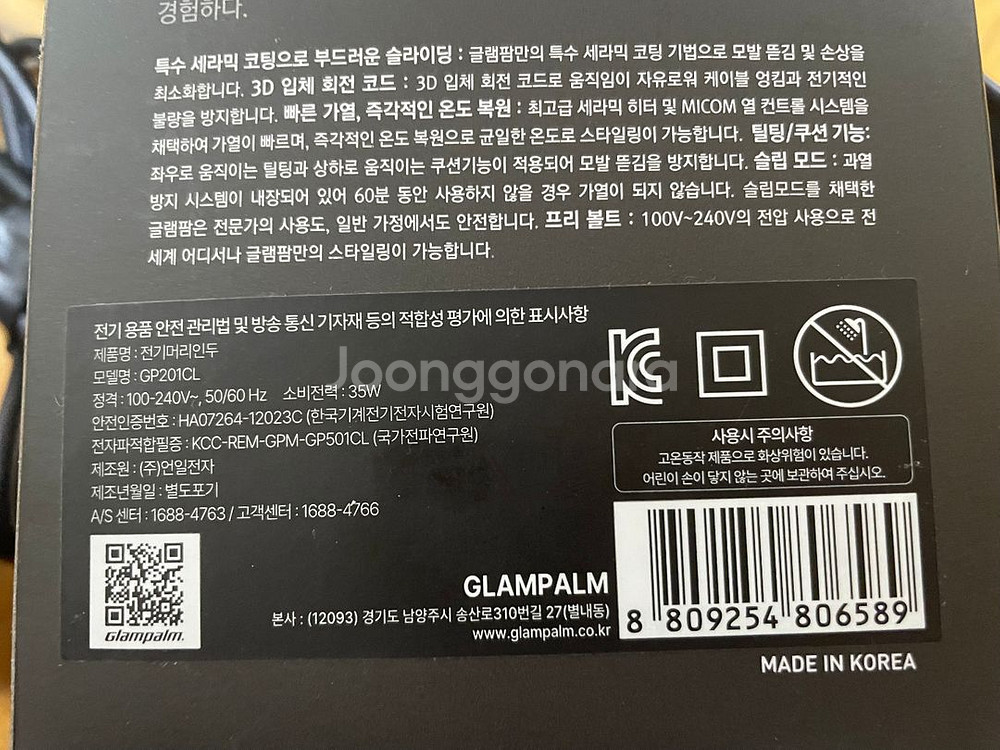 경험하다.
특수 세라믹 코팅으로 부드러운 슬라이딩 : 글램팜만의 특수 세라믹 코팅 기법으로 모발 뜯김 및 손상을
최소화합니다. 3D 입체 회전 코드 : 3D 입체 회전 코드로 움직임이 자유로워 케이블 엉킴과 전기적인
불량을 방지합니다. 빠른 가열, 즉각적인 온도 복원 : 최고급 세라믹 히터 및 MICOM 열 컨트롤 시스템을
채택하여 가열이 빠르며, 즉각적인 온도 복원으로 균일한 온도로 스타일링이 가능합니다. 틸팅/쿠션 기능:
좌우로 움직이는 틸팅과 상하로 움직이는 쿠션기능이 적용되어 모발 뜯김을 방지합니다. 슬립 모드 : 과열
방지 시스템이 내장되어 있어 60분 동안 사용하지 않을 경우 가열이 되지 않습니다. 슬립모드를 채택한
글램팜은 전문가의 사용도, 일반 가정에서도 안전합니다. 프리 볼트 : 100V~240V의 전압 사용으로 전
세계 어디서나 글램팜만의 스타일링이 가능합니다.
전기 용품 안전 관리법 및 방송 통신 기자재 등의 적합성 평가에 의한 표시사항
제품명 : 전기머리인두
모델명 : GP201CL
정격 : 100-240V~, 50/60 Hz 소비전력 : 35W
안전인증번호 : HA07264-12023C (한국기계전기전자시험연구원)
전자파적합필증 : KCC-REM-GPM-GP501CL (국가전파연구원)
제조원 : (주)언일전자
제조년월일 : 별도포기
A/S 센터 : 1688-4763 / 고객센터 : 1688-4766
Joonggonara
사용시 주의사항
고온동작 제품으로 화상위험이 있습니다.
어린이 손이 닿지 않는 곳에 보관하여 주십시오.
Glampalm.
GLAMPALM
본사 : (12093) 경기도 남양주시 송산로310번길 27(별내동)
www.glampalm.co.kr
8 809254 806589
MADE IN KOREA